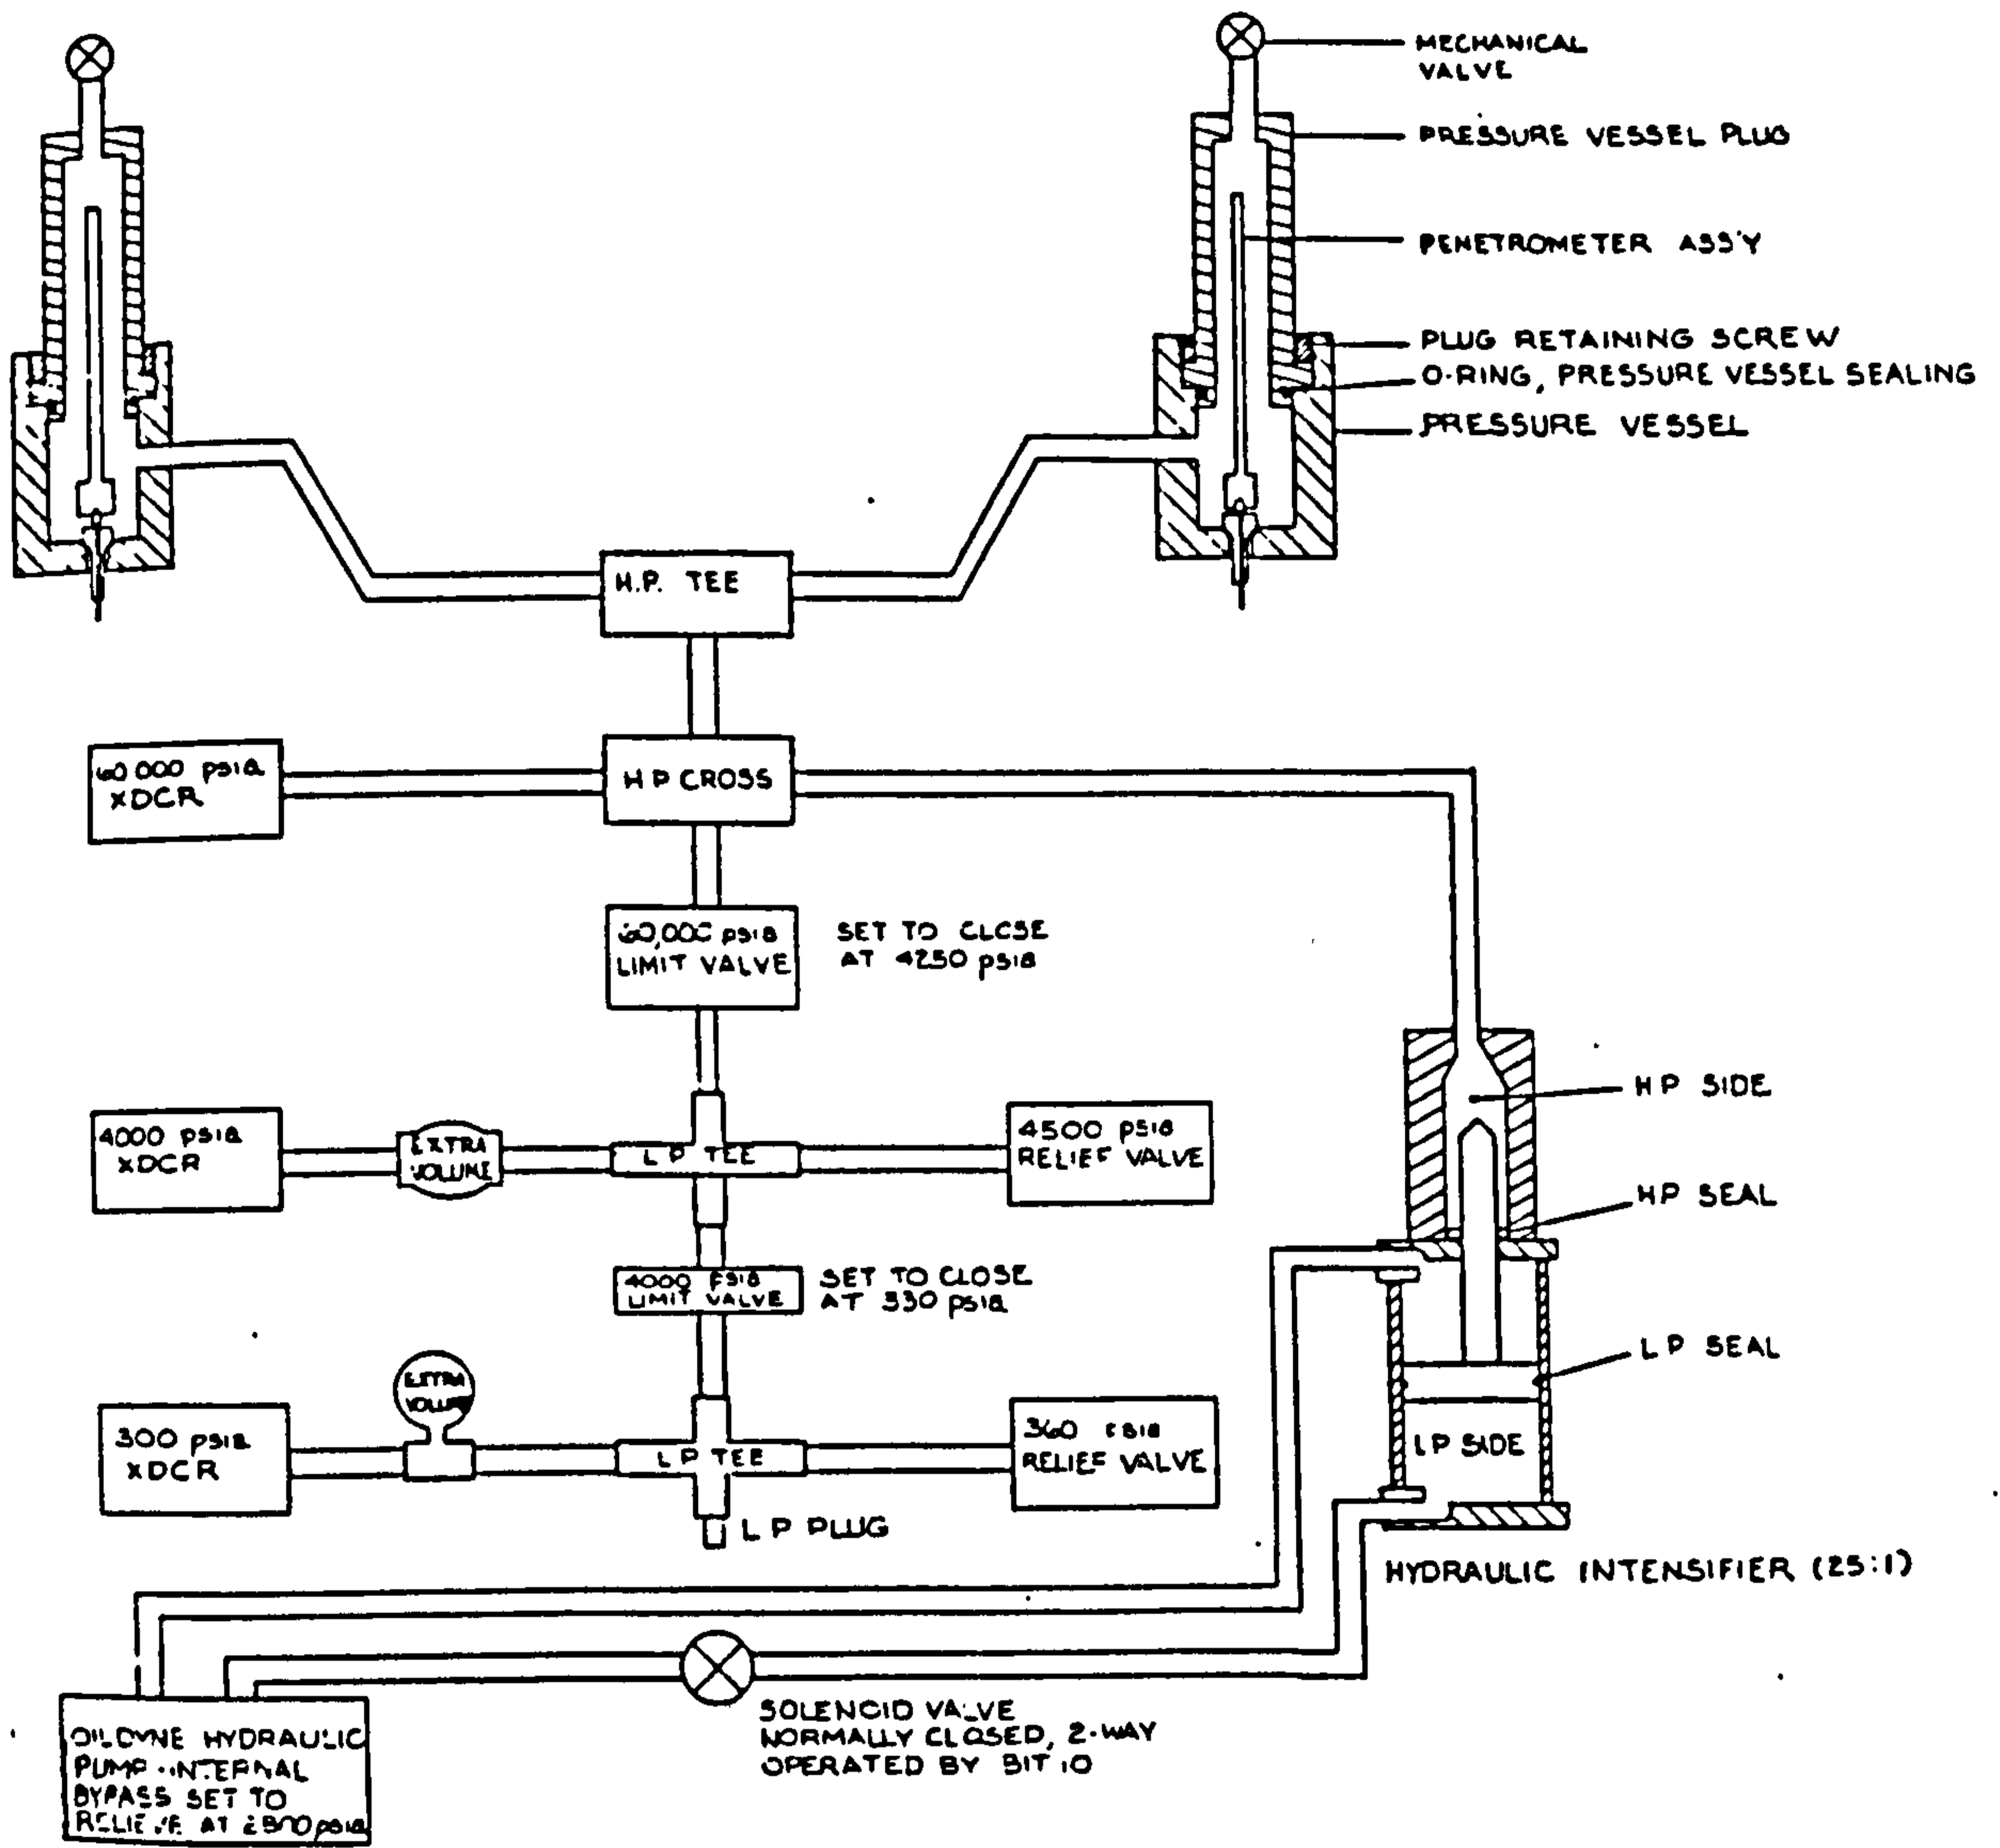 MECHANICAL
VALVE
PRESSURE VESSEL PLUG
PENETROMETER ASS'Y
PLUG RETAINING SCREW
O-RING, PRESSURE VESSEL SEALING
PRESSURE VESSEL
H.P. TEE
60 000 psia
XDCR
H P CROSS
60,000 psia
LIMIT VALVE
SET TO CLOSE
AT 4250 psia
HP SIDE
4000 psia
XDCR
EXTRA
VOLUME
L P TEE
4500 psia
RELIEF VALVE
HP SEAL
4000 psia
LIMIT VALVE
SET TO CLOSE
AT 330 psia
LP SEAL
EXTRA
VOLUME
300 psia
XDCR
L P TEE
360 psia
RELIEF VALVE
LP SIDE
L P PLUG
HYDRAULIC INTENSIFIER (25:1)
SOLENOID VALVE
NORMALLY CLOSED, 2-WAY
OPERATED BY BIT 10
OILDYNE HYDRAULIC
PUMP INTERNAL
BYPASS SET TO
RELIEVE AT psia